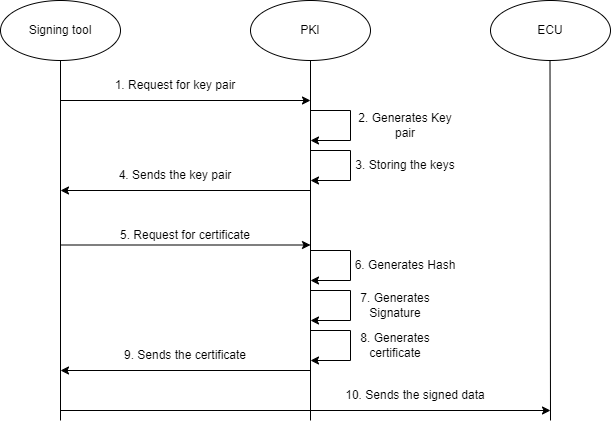 Signing tool
PKI
ECU
1. Request for key pair
2. Generates Key
pair
3. Storing the keys
4. Sends the key pair
5. Request for certificate
6. Generates Hash
7. Generates
Signature
8. Generates
certificate
9. Sends the certificate
10. Sends the signed data